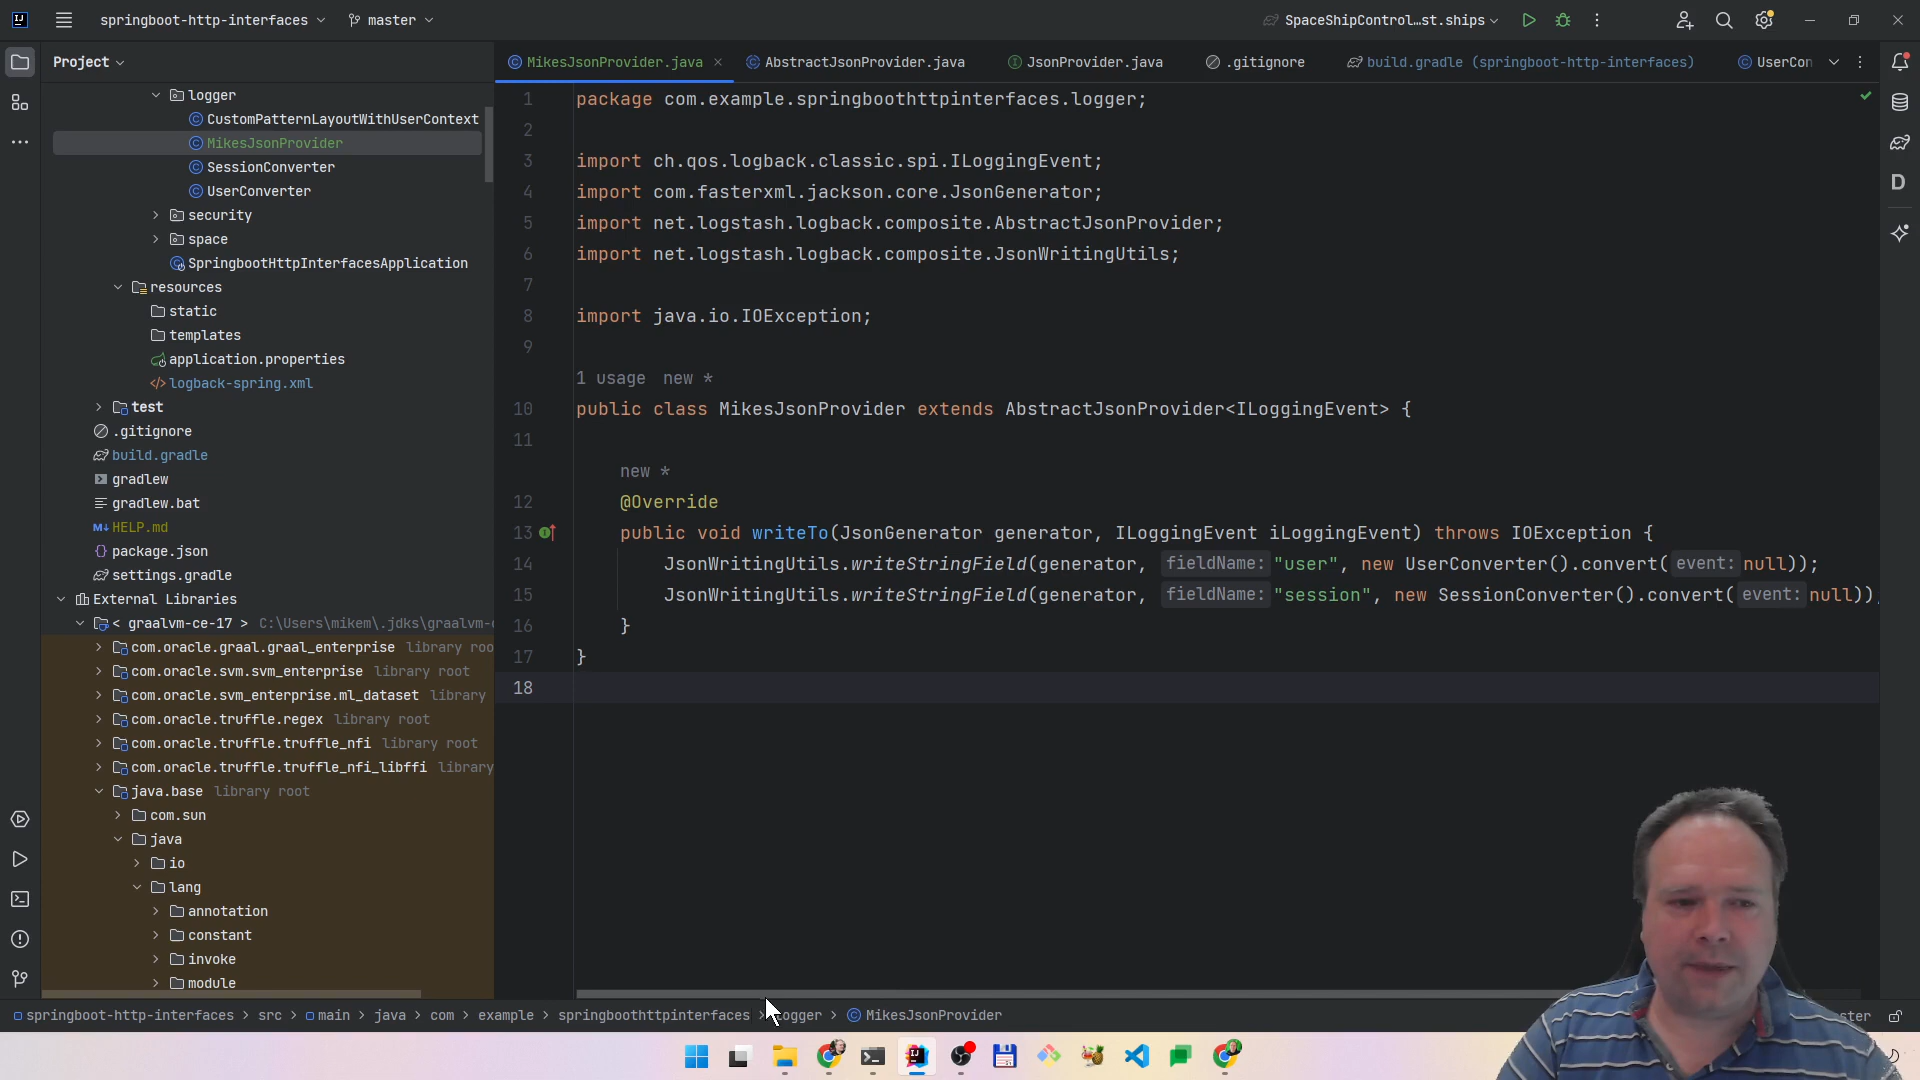 springboot-http-interfaces
master
SpaceShipControl...st.ships
Project
MikesJsonProvider.java
AbstractJsonProvider.java
JsonProvider.java
.gitignore
build.gradle (springboot-http-interfaces)
UserCon
logger
CustomPatternLayoutWithUserContext
MikesJsonProvider
SessionConverter
UserConverter
security
space
SpringbootHttpInterfacesApplication
resources
static
templates
application.properties
logback-spring.xml
test
.gitignore
build.gradle
gradlew
gradlew.bat
HELP.md
package.json
settings.gradle
External Libraries
< graalvm-ce-17 > C:\Users\mikem\.jdks\graalvm-c
com.oracle.graal.graal_enterprise library roo
com.oracle.svm.svm_enterprise library root
com.oracle.svm_enterprise.ml_dataset library
com.oracle.truffle.regex library root
com.oracle.truffle.truffle_nfi library root
com.oracle.truffle.truffle_nfi_libffi library
java.base library root
com.sun
java
io
lang
annotation
constant
invoke
module
1 package com.example.springboothttpinterfaces.logger;
2
3 import ch.qos.logback.classic.spi.ILoggingEvent;
4 import com.fasterxml.jackson.core.JsonGenerator;
5 import net.logstash.logback.composite.AbstractJsonProvider;
6 import net.logstash.logback.composite.JsonWritingUtils;
7
8 import java.io.IOException;
9
1 usage new *
10 public class MikesJsonProvider extends AbstractJsonProvider<ILoggingEvent> {
11
new *
12 @Override
13 public void writeTo(JsonGenerator generator, ILoggingEvent iLoggingEvent) throws IOException {
14 JsonWritingUtils.writeStringField(generator, fieldName: "user", new UserConverter().convert( event: null));
15 JsonWritingUtils.writeStringField(generator, fieldName: "session", new SessionConverter().convert( event: null))
16 }
17 }
18
springboot-http-interfaces > src > main > java > com > example > springboothttpinterfaces > logger > MikesJsonProvider